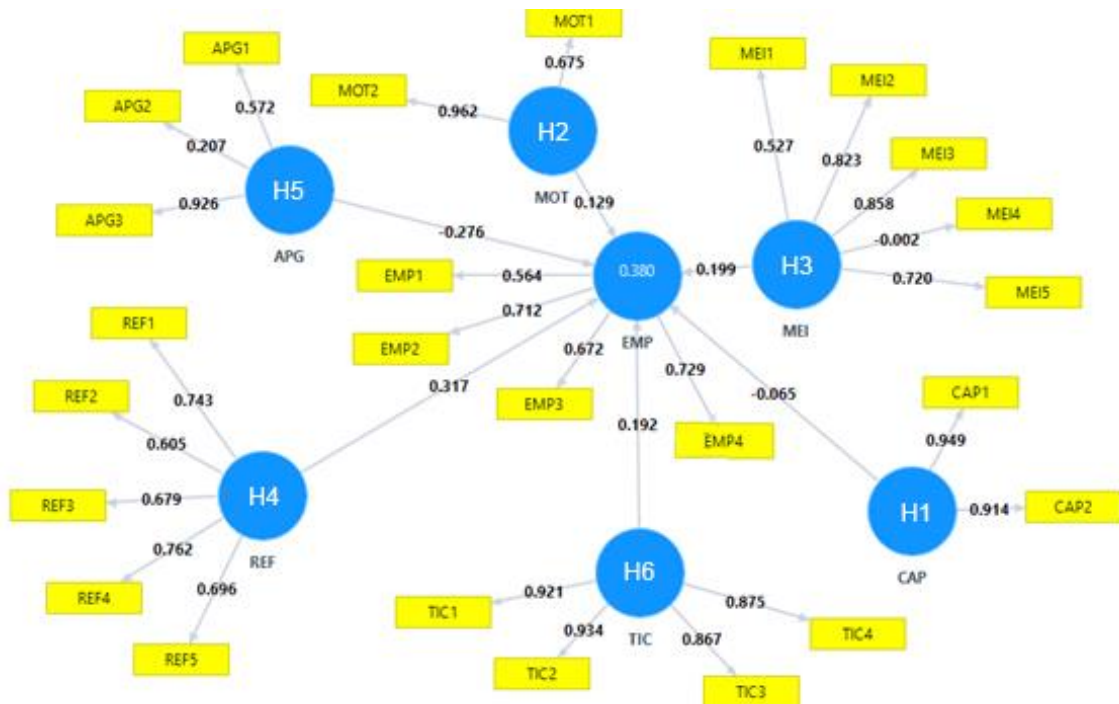 MOT1
APG1
0.675
MEI1
MEI2
MOT2
0.962
H2
APG2
0.572
0.527
0.823
MEI3
0.207
MOT
0.129
0.858
MEI4
APG3
0.926
H5
-0.276
-0.002
APG
0.380
0.199
H3
0.720
MEI5
EMP1
0.564
MEI
REF1
0.712
EMP
EMP2
0.672
0.729
0.317
-0.065
CAP1
REF2
0.743
EMP3
0.192
EMP4
0.949
0.605
REF3
0.679
H4
H1
0.914
CAP2
0.762
REF
CAP
REF4
0.696
H6
TIC1
0.921
0.875
0.934
TIC
0.867
TIC4
REF5
TIC2
TIC3